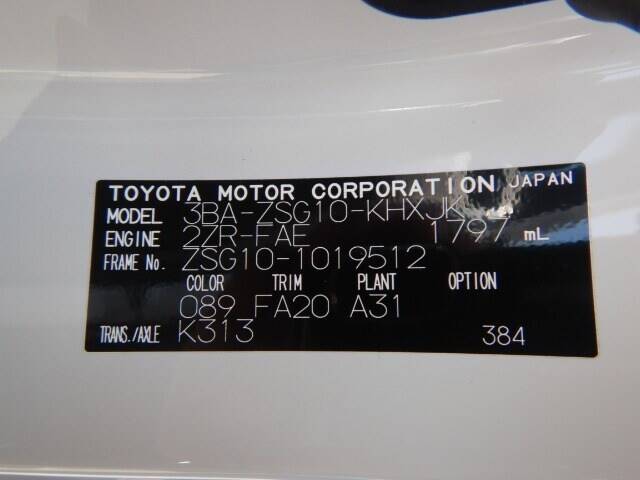 TOYOTA MOTOR CORPORATION JAPAN
MODEL 3BA-ZSG10-KHXJK
ENGINE 2ZR-FAE 1797 mL
FRAME No. ZSG10-1019512
COLOR TRIM PLANT OPTION
089 FA20 A31
TRANS./AXLE K313 384